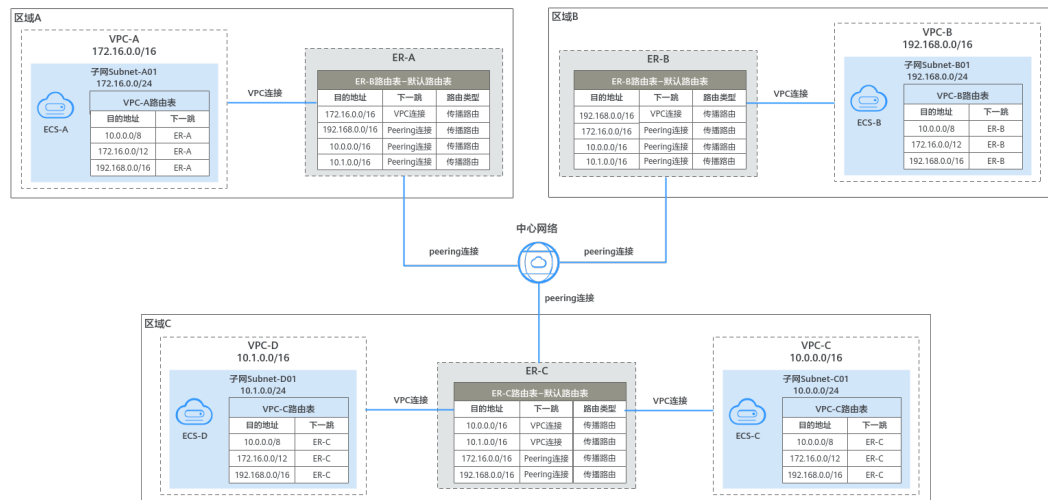 区域A
VPC-A
172.16.0.0/16
子网Subnet-A01
172.16.0.0/24
ECS-A
VPC-A路由表
目的地址 下一跳
10.0.0.0/8 ER-A
172.16.0.0/12 ER-A
192.168.0.0/16 ER-A
VPC连接
ER-A
ER-B路由表–默认路由表
目的地址 下一跳 路由类型
172.16.0.0/16 VPC连接 传播路由
192.168.0.0/16 Peering连接 传播路由
10.0.0.0/16 Peering连接 传播路由
10.1.0.0/16 Peering连接 传播路由
区域B
ER-B
ER-B路由表–默认路由表
目的地址 下一跳 路由类型
192.168.0.0/16 VPC连接 传播路由
172.16.0.0/16 Peering连接 传播路由
10.0.0.0/16 Peering连接 传播路由
10.1.0.0/16 Peering连接 传播路由
VPC连接
VPC-B
192.168.0.0/16
子网Subnet-B01
192.168.0.0/24
ECS-B
VPC-B路由表
目的地址 下一跳
10.0.0.0/8 ER-B
172.16.0.0/12 ER-B
192.168.0.0/16 ER-B
中心网络
peering连接
peering连接
peering连接
区域C
VPC-D
10.1.0.0/16
子网Subnet-D01
10.1.0.0/24
ECS-D
VPC-C路由表
目的地址 下一跳
10.0.0.0/8 ER-C
172.16.0.0/12 ER-C
192.168.0.0/16 ER-C
VPC连接
ER-C
ER-C路由表–默认路由表
目的地址 下一跳 路由类型
10.0.0.0/16 VPC连接 传播路由
10.1.0.0/16 VPC连接 传播路由
172.16.0.0/16 Peering连接 传播路由
192.168.0.0/16 Peering连接 传播路由
VPC连接
VPC-C
10.0.0.0/16
子网Subnet-C01
10.0.0.0/24
ECS-C
VPC-C路由表
目的地址 下一跳
10.0.0.0/8 ER-C
172.16.0.0/12 ER-C
192.168.0.0/16 ER-C